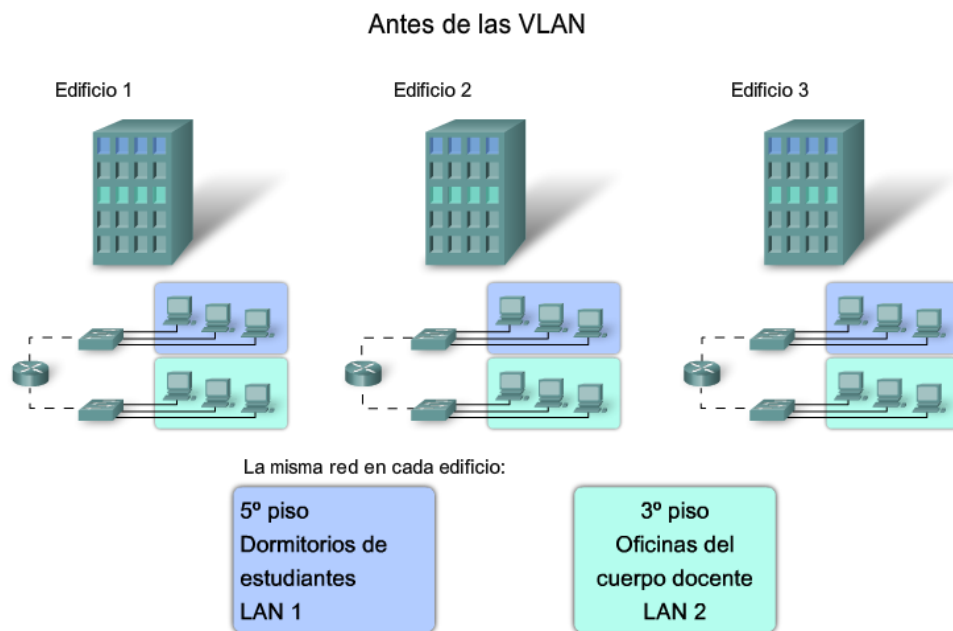 Antes de las VLAN
Edificio 1
Edificio 2
Edificio 3
La misma red en cada edificio:
5º piso
Dormitorios de
estudiantes
LAN 1
3º piso
Oficinas del
cuerpo docente
LAN 2